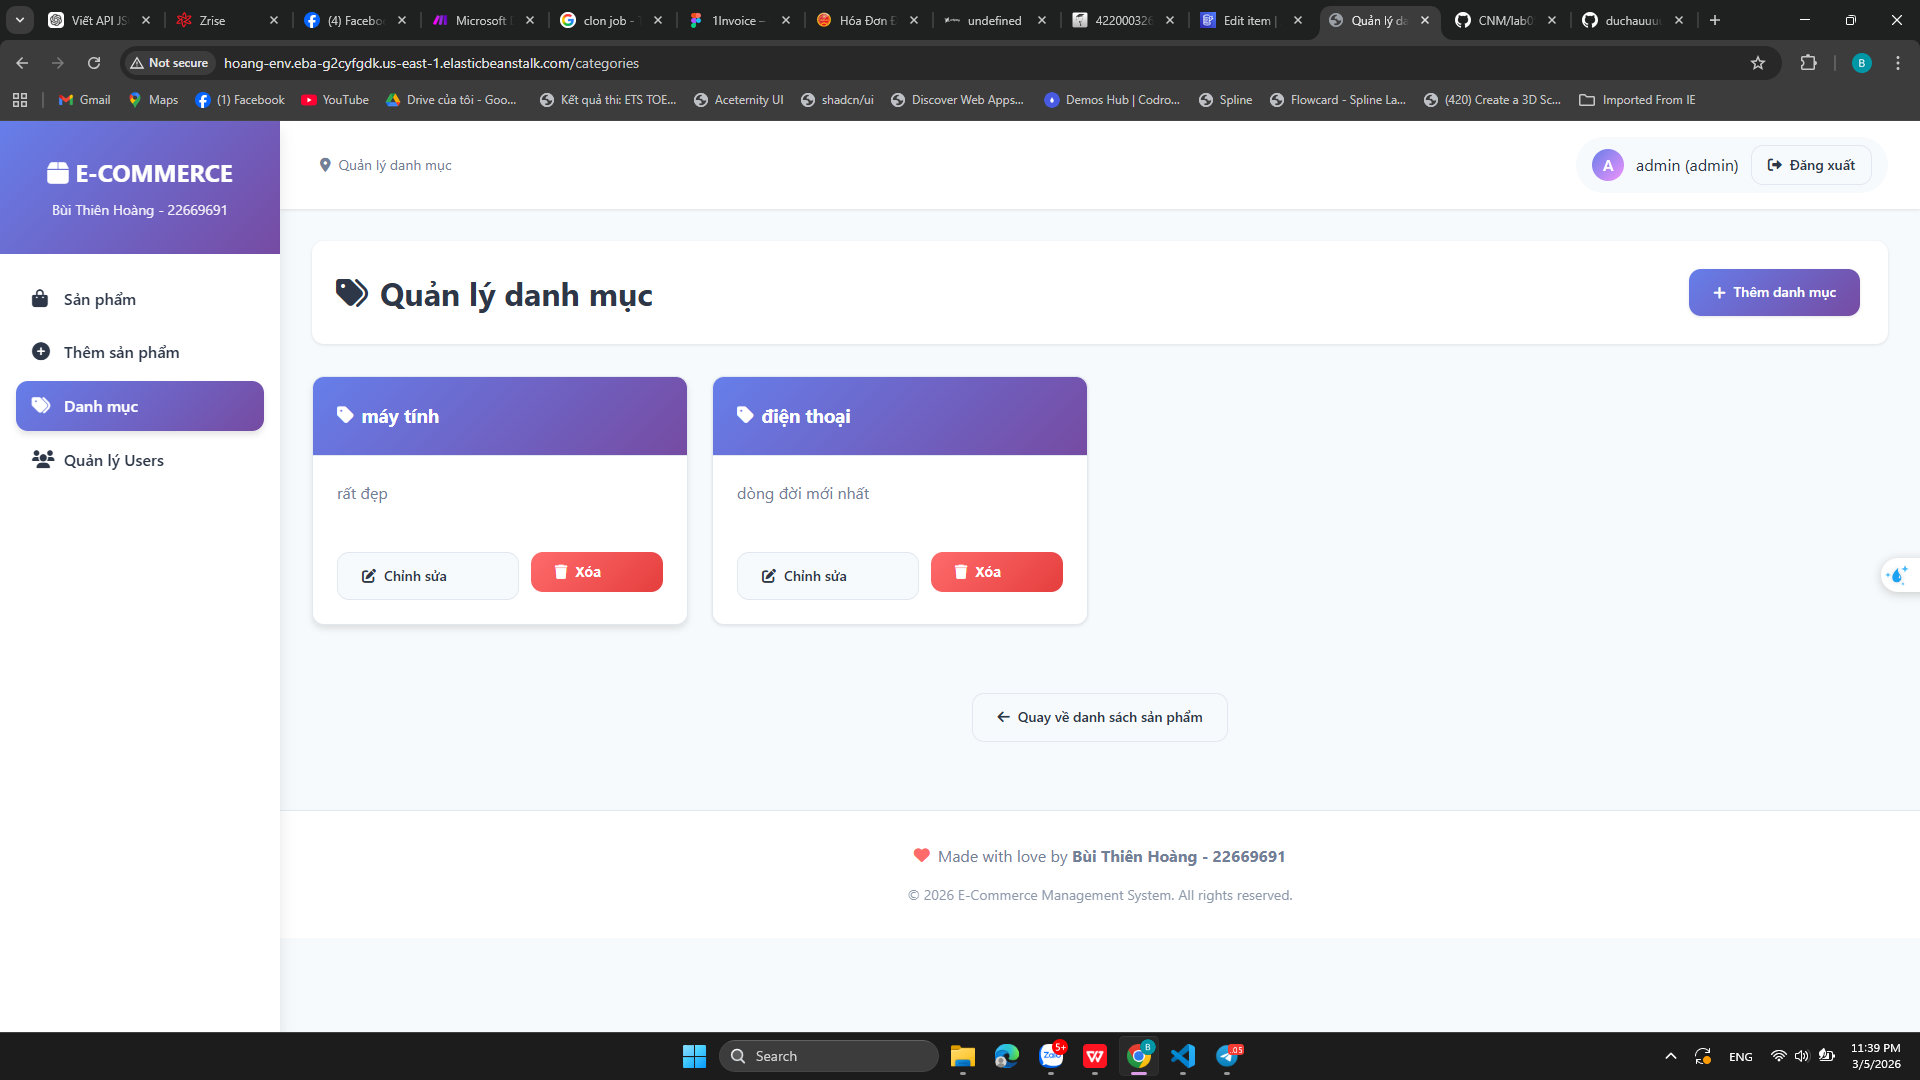 Viết API JS
Zrise
(4) Facebo
Microsoft
clon job - T
1Invoice –
Hóa Đơn Đ
undefined
422000326
Edit item |
Quản lý da
CNM/lab0
duchauuu
Not secure
hoang-env.eba-g2cyfgdk.us-east-1.elasticbeanstalk.com/categories
B
Gmail
Maps
(1) Facebook
YouTube
Drive của tôi - Goo...
Kết quả thi: ETS TOE...
Aceternity UI
shadcn/ui
Discover Web Apps...
Demos Hub | Codro...
Spline
Flowcard - Spline La...
(420) Create a 3D Sc...
Imported From IE
E-COMMERCE
Bùi Thiên Hoàng - 22669691
Quản lý danh mục
A
admin (admin)
Đăng xuất
Sản phẩm
Thêm sản phẩm
Danh mục
Quản lý Users
Quản lý danh mục
Thêm danh mục
máy tính
rất đẹp
Chỉnh sửa
Xóa
điện thoại
dòng đời mới nhất
Chỉnh sửa
Xóa
Quay về danh sách sản phẩm
Made with love by Bùi Thiên Hoàng - 22669691
© 2026 E-Commerce Management System. All rights reserved.
Search
Zalo
5+
B
ENG
11:39 PM
3/5/2026